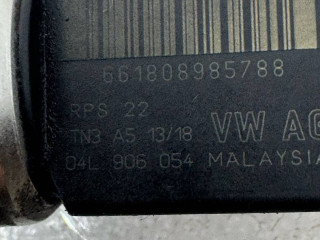 661808985788
RPS 22
TN3 A5 13/18 VW AG
04L 906 054 MALAYSIA